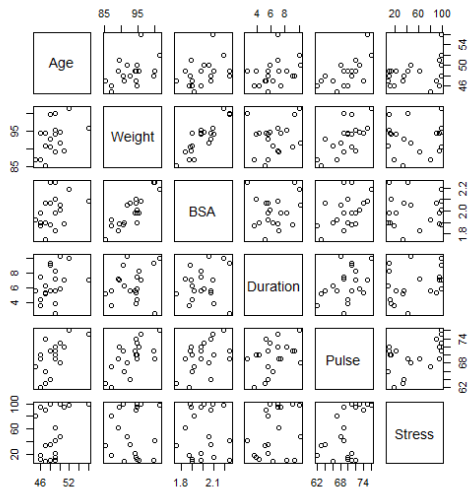 85 95
4 6 8
20 60 100
Age
46 50 54
85 95
Weight
BSA
1.8 2.0 2.2
4 6 8
Duration
Pulse
62 68 74
20 60 100
Stress
46 52
1.8 2.1
62 68 74